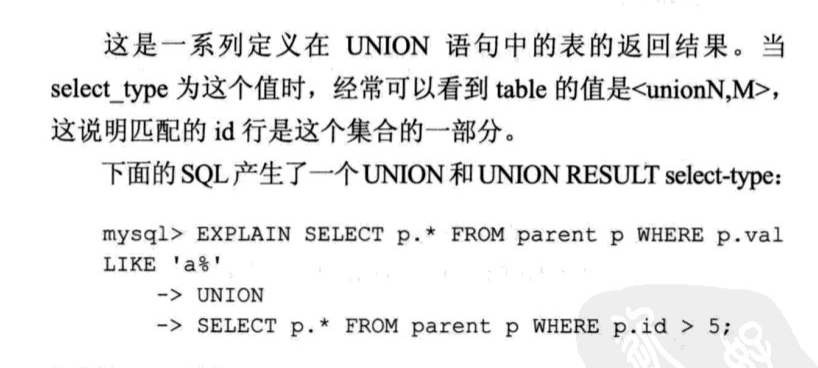 这是一系列定义在 UNION 语句中的表的返回结果。当
select_type 为这个值时，经常可以看到 table 的值是<unionN,M>，
这说明匹配的 id 行是这个集合的一部分。
下面的 SQL 产生了一个 UNION 和 UNION RESULT select-type：
mysql> EXPLAIN SELECT p.* FROM parent p WHERE p.val
LIKE 'a%'
-> UNION
-> SELECT p.* FROM parent p WHERE p.id > 5;